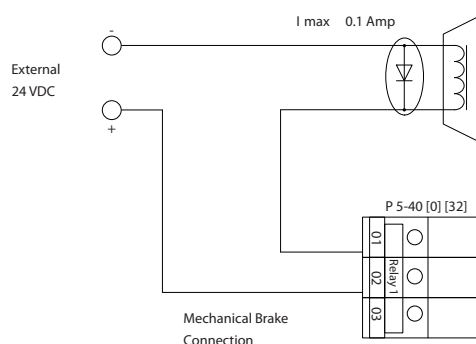 I max 0.1 Amp
-
External
24 VDC
+
P 5-40 [0] [32]
01
02
03
Relay 1
Mechanical Brake
Connection